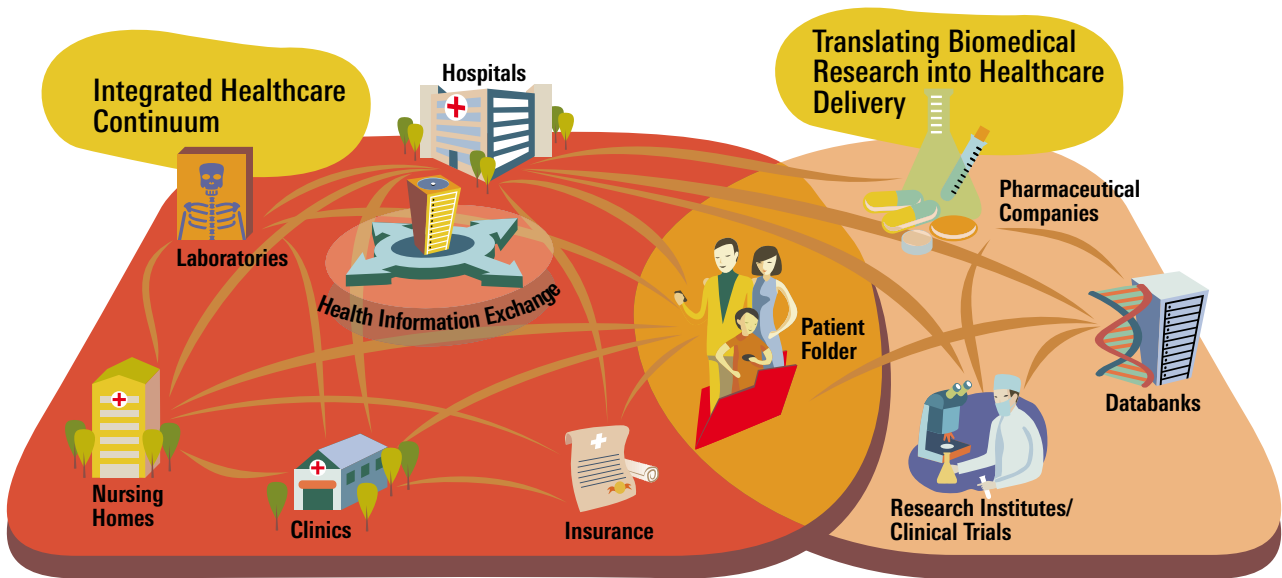 Integrated Healthcare
Continuum
Hospitals
Translating Biomedical
Research into Healthcare
Delivery
Pharmaceutical
Companies
Laboratories
Health Information Exchange
Patient
Folder
Databanks
Nursing
Homes
Clinics
Insurance
Research Institutes/
Clinical Trials